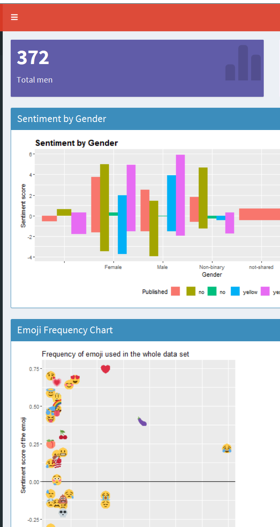 372
Total men
Sentiment by Gender
Sentiment by Gender
Sentiment score
6
4
2
0
-2
-4
Female
Male
Non-binary
not-shared
Gender
Published
no
no
yellow
Emoji Frequency Chart
Frequency of emoji used in the whole data set
Sentiment score of the emoji
0.75
0.50
0.25
0.00
-0.25